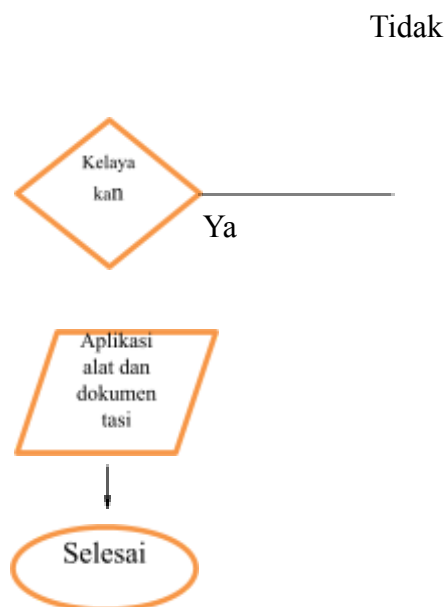 Tidak
Kelaya
kan
Ya
Aplikasi
alat dan
dokumen
tasi
Selesai